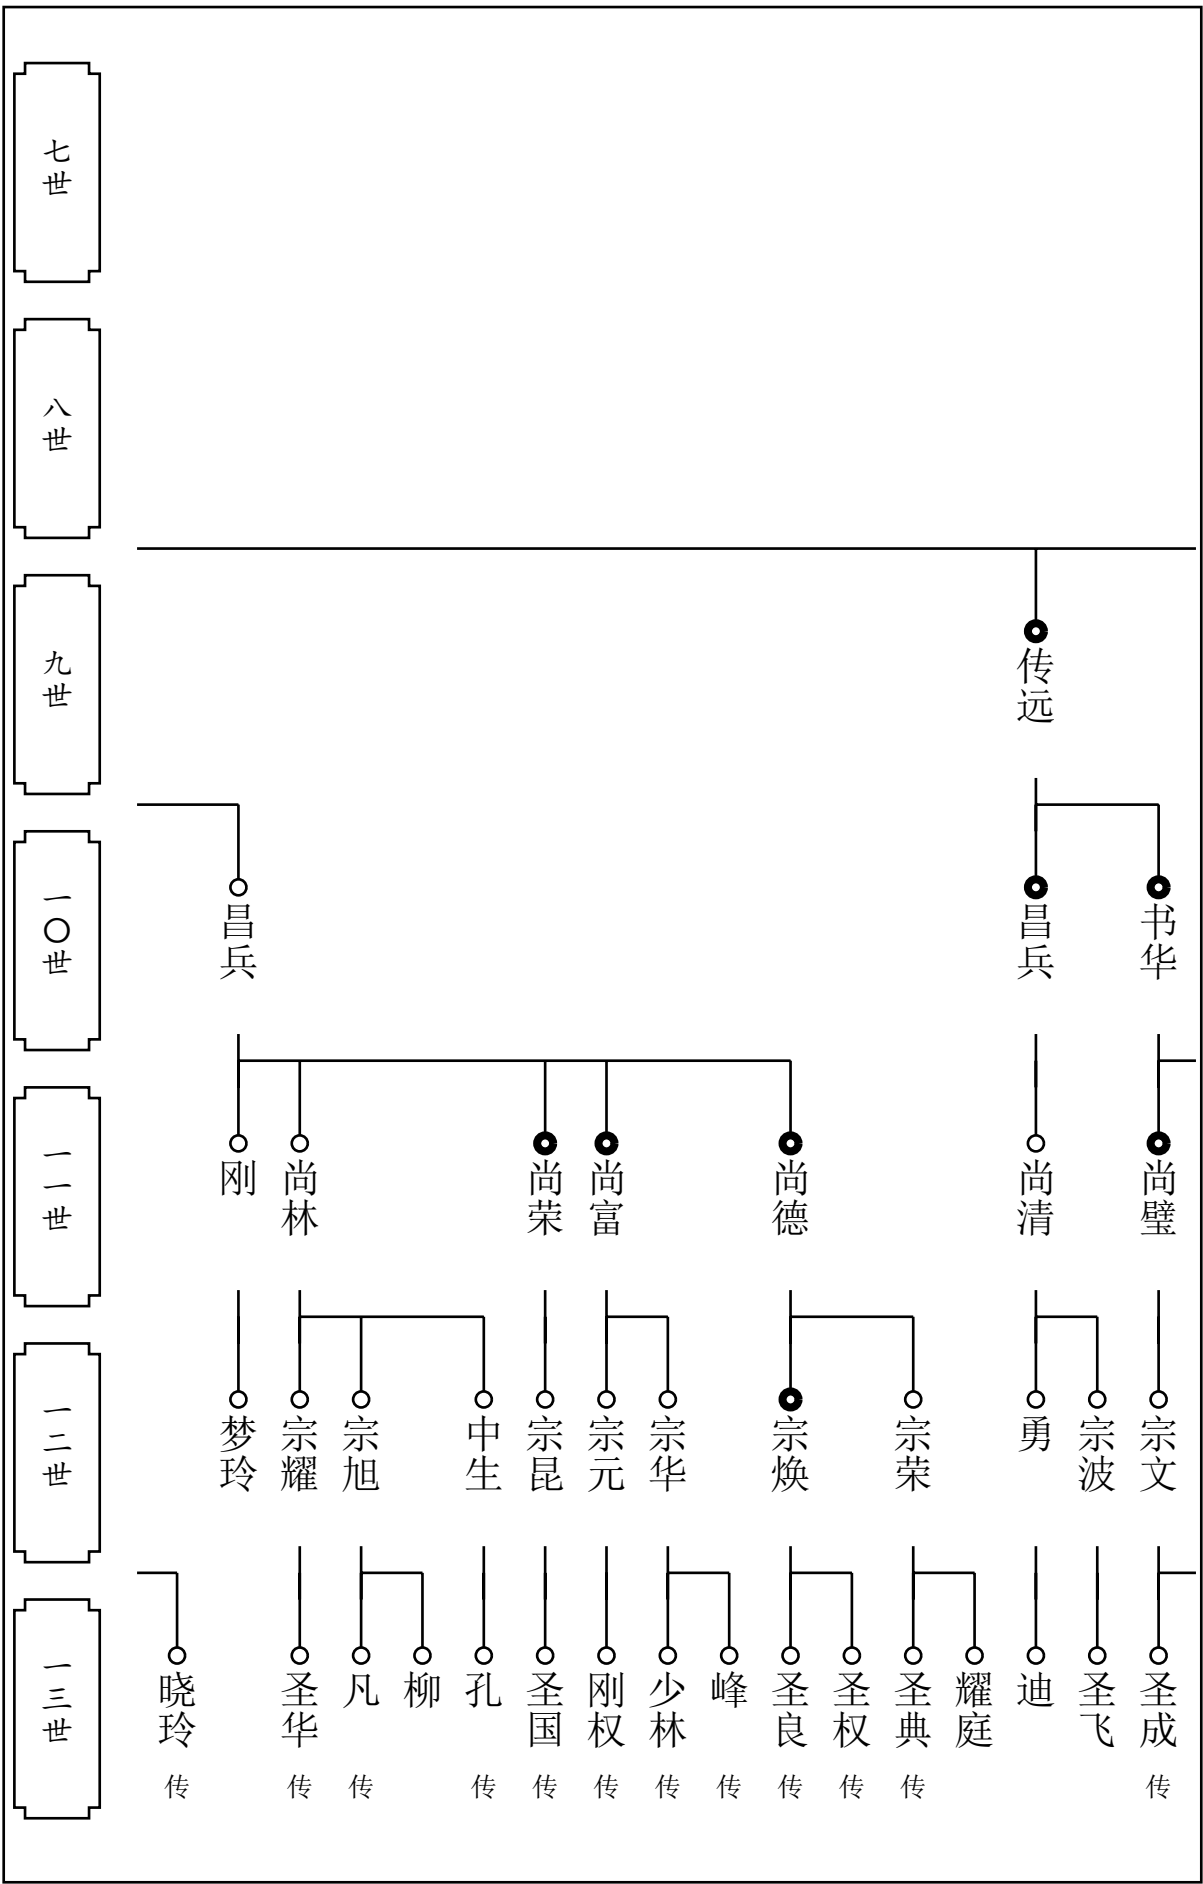 七世
八世
九世
一〇世
一一世
一二世
一三世
传远
书华
昌兵
昌兵
尚璧
尚清
尚德
尚富
尚荣
尚林
刚
宗文
宗波
勇
宗荣
宗焕
宗华
宗元
宗昆
中生
宗旭
宗耀
梦玲
圣成
传
圣飞
迪
耀庭
圣典
传
圣权
传
圣良
传
峰
传
少林
传
刚权
传
圣国
传
孔
传
柳
凡
传
圣华
传
晓玲
传